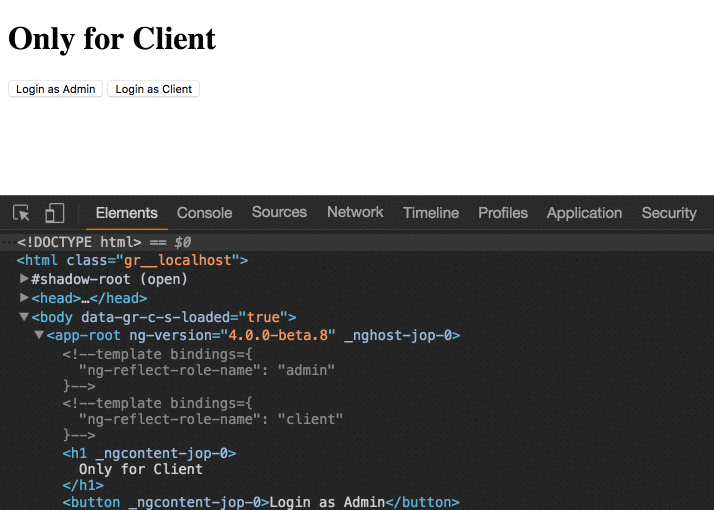 Only for Client
Login as Admin Login as Client
Elements Console Sources Network Timeline Profiles Application Security
<!DOCTYPE html> == $0
<html class="gr__localhost">
#shadow-root (open)
<head>…</head>
<body data-gr-c-s-loaded="true">
<app-root ng-version="4.0.0-beta.8" _nghost-jop-0>
<!--template bindings={
"ng-reflect-role-name": "admin"
}-->
<!--template bindings={
"ng-reflect-role-name": "client"
}-->
<h1 _ngcontent-jop-0>
Only for Client
</h1>
<button _ngcontent-jop-0>Login as Admin</button>